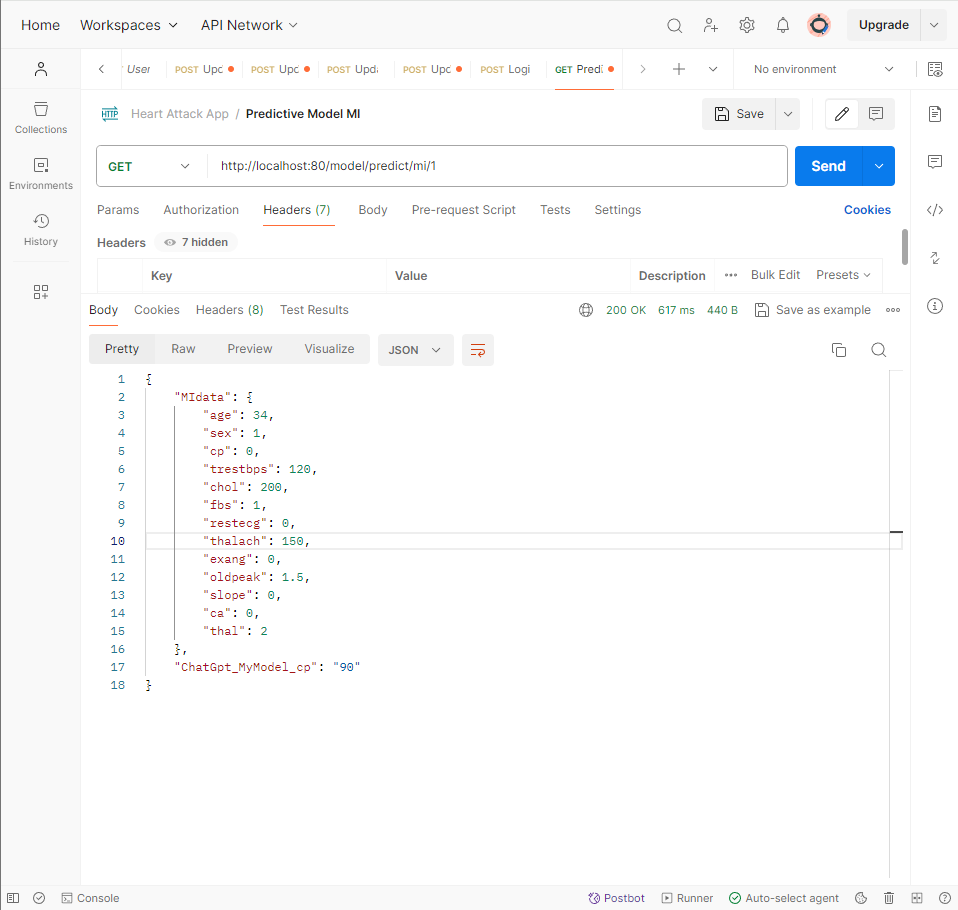 Home Workspaces API Network Upgrade
User POST Upc POST Upc POST Upda POST Upc POST Logi GET Predi No environment
HTTP Heart Attack App / Predictive Model MI Save
Collections
GET http://localhost:80/model/predict/mi/1 Send
Environments
Params Authorization Headers (7) Body Pre-request Script Tests Settings Cookies
History
Headers 7 hidden
Key Value Description Bulk Edit Presets
Body Cookies Headers (8) Test Results 200 OK 617 ms 440 B Save as example
Pretty Raw Preview Visualize JSON
1 {
2 "MIdata": {
3 "age": 34,
4 "sex": 1,
5 "cp": 0,
6 "trestbps": 120,
7 "chol": 200,
8 "fbs": 1,
9 "restecg": 0,
10 "thalach": 150,
11 "exang": 0,
12 "oldpeak": 1.5,
13 "slope": 0,
14 "ca": 0,
15 "thal": 2
16 },
17 "ChatGpt_MyModel_cp": "90"
18 }
Console Postbot Runner Auto-select agent